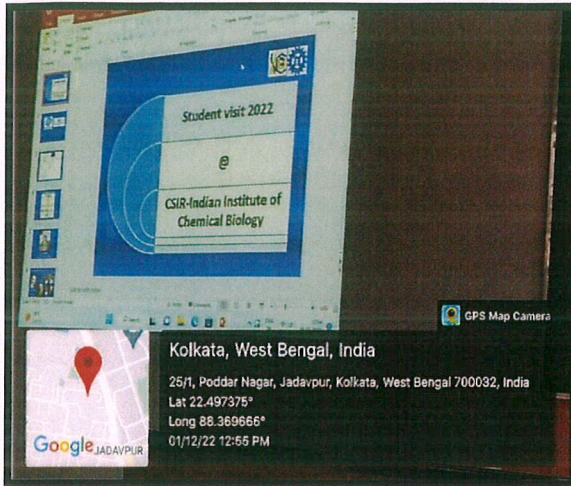 Student visit 2022
@
CSIR-Indian Institute of
Chemical Biology
GPS Map Camera
Kolkata, West Bengal, India
25/1, Poddar Nagar, Jadavpur, Kolkata, West Bengal 700032, India
Lat 22.497375°
Long 88.369666°
01/12/22 12:55 PM
Google
JADAVPUR